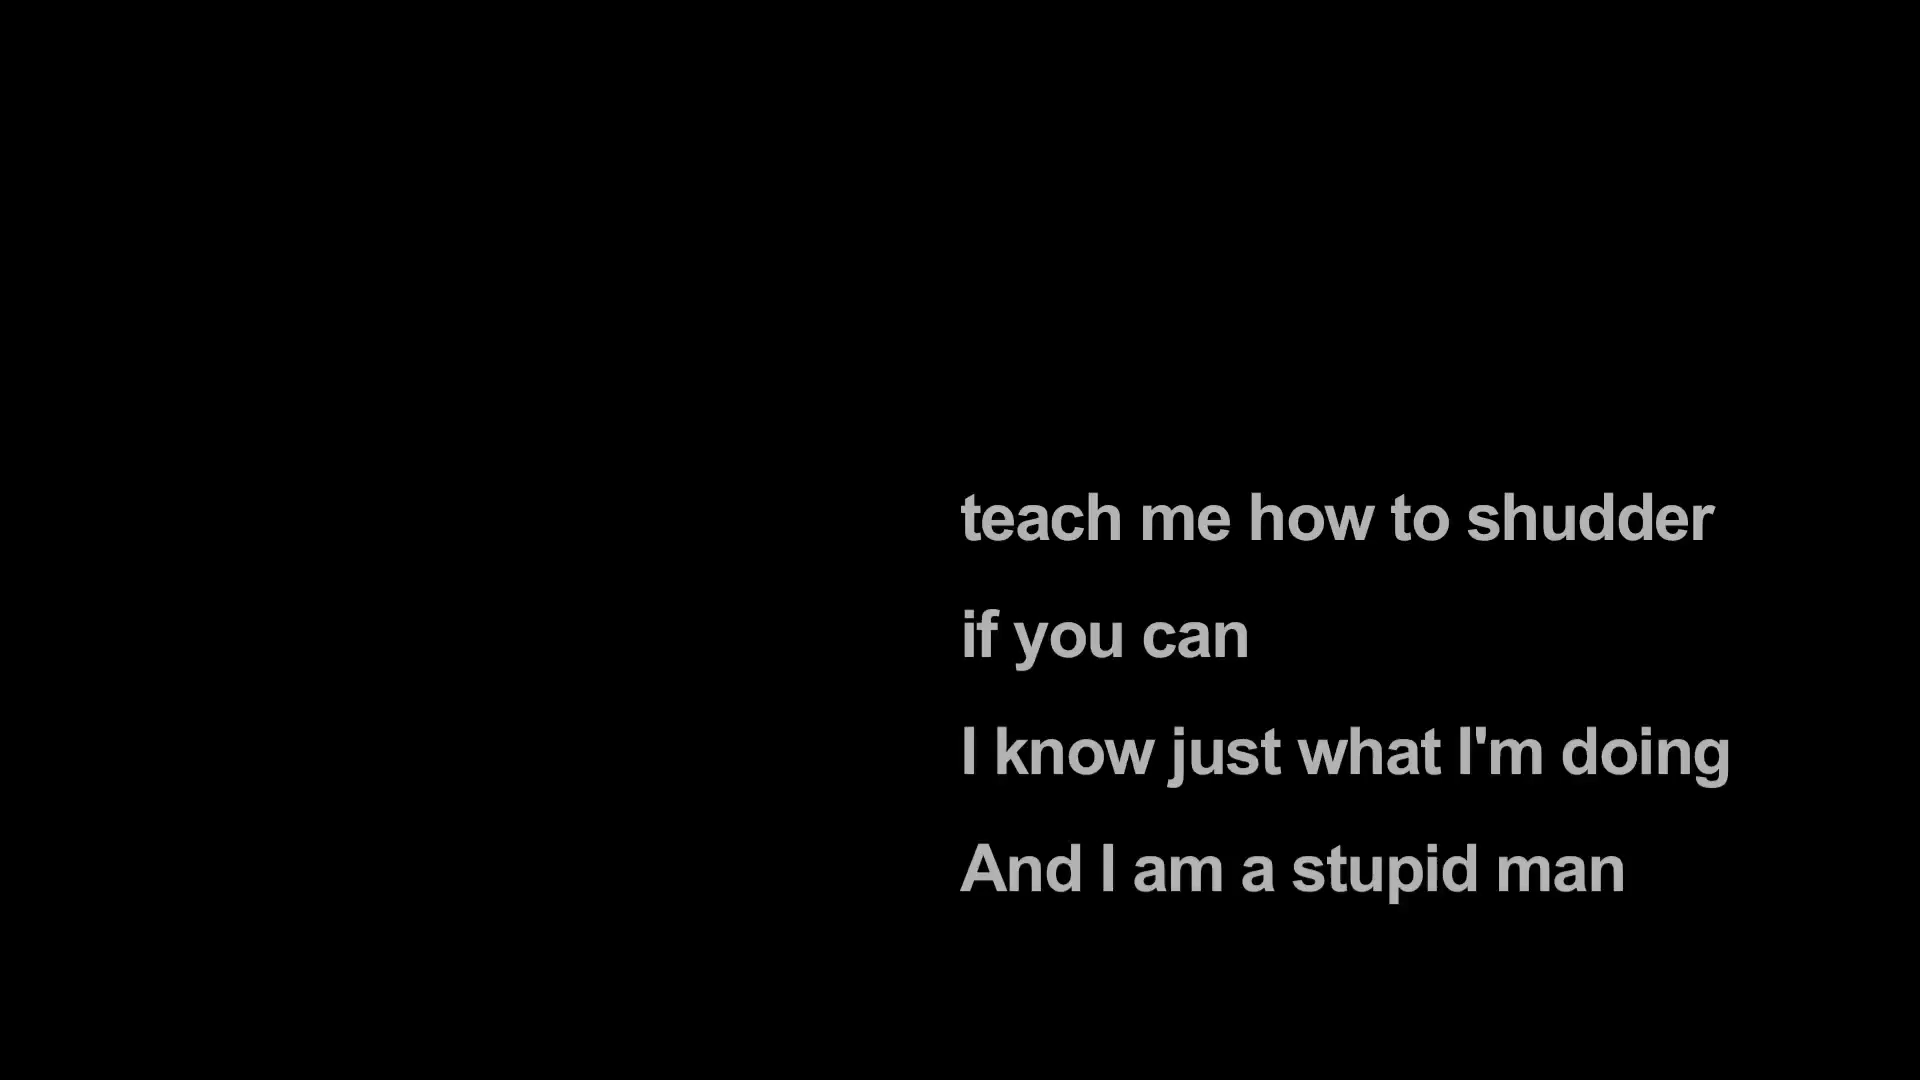 teach me how to shudder
if you can
I know just what I'm doing
And I am a stupid man